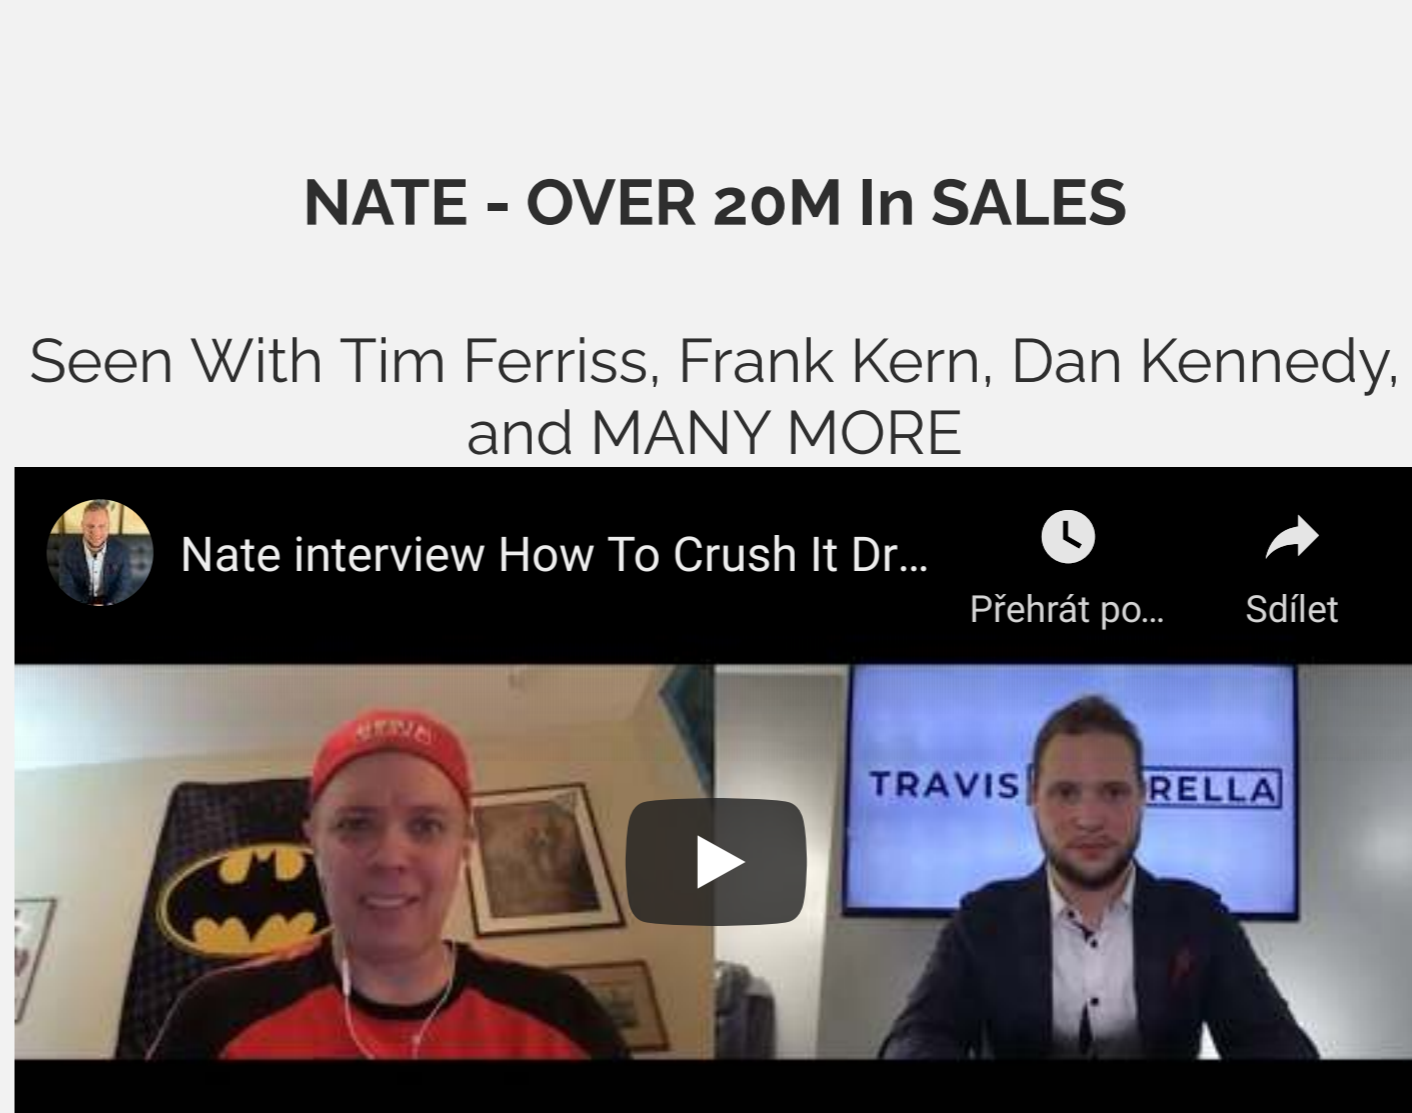 NATE - OVER 20M In SALES
Seen With Tim Ferriss, Frank Kern, Dan Kennedy,
and MANY MORE
Nate interview How To Crush It Dr...
Přehrát po...
Sdílet
TRAVIS RELLA